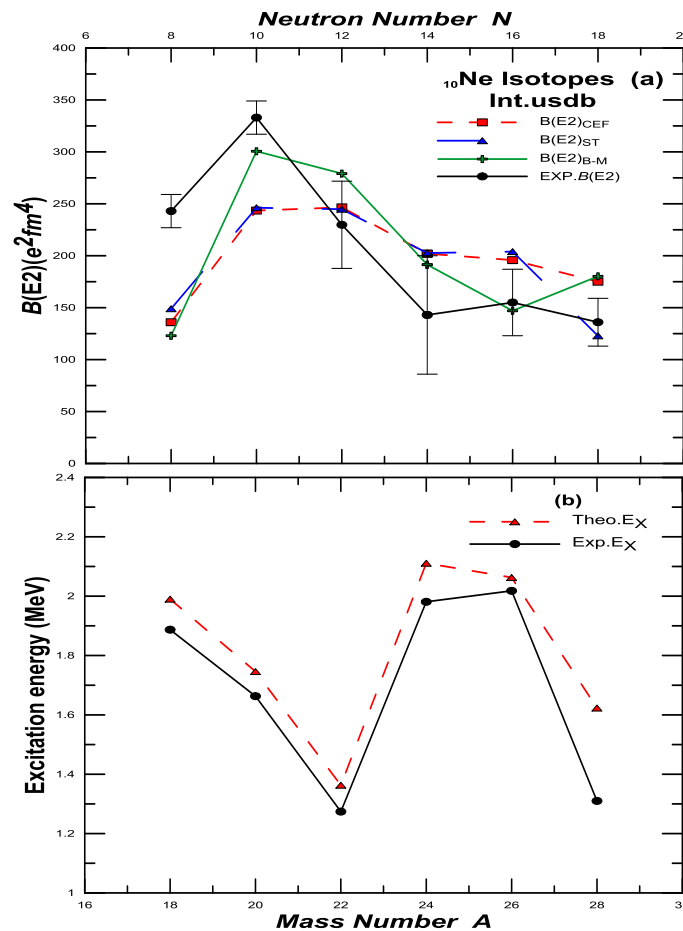 Neutron Number N
6 8 10 12 14 16 18 2
400
350
300
250
200
150
100
50
0
B(E2)(e²fm⁴)
₁₀Ne Isotopes (a)
Int.usdb
B(E2)CEF
B(E2)ST
B(E2)B-M
EXP.B(E2)
2.4
2.2
2
1.8
1.6
1.4
1.2
1
Excitation energy (MeV)
(b)
Theo.EX
Exp.EX
16 18 20 22 24 26 28 3
Mass Number A